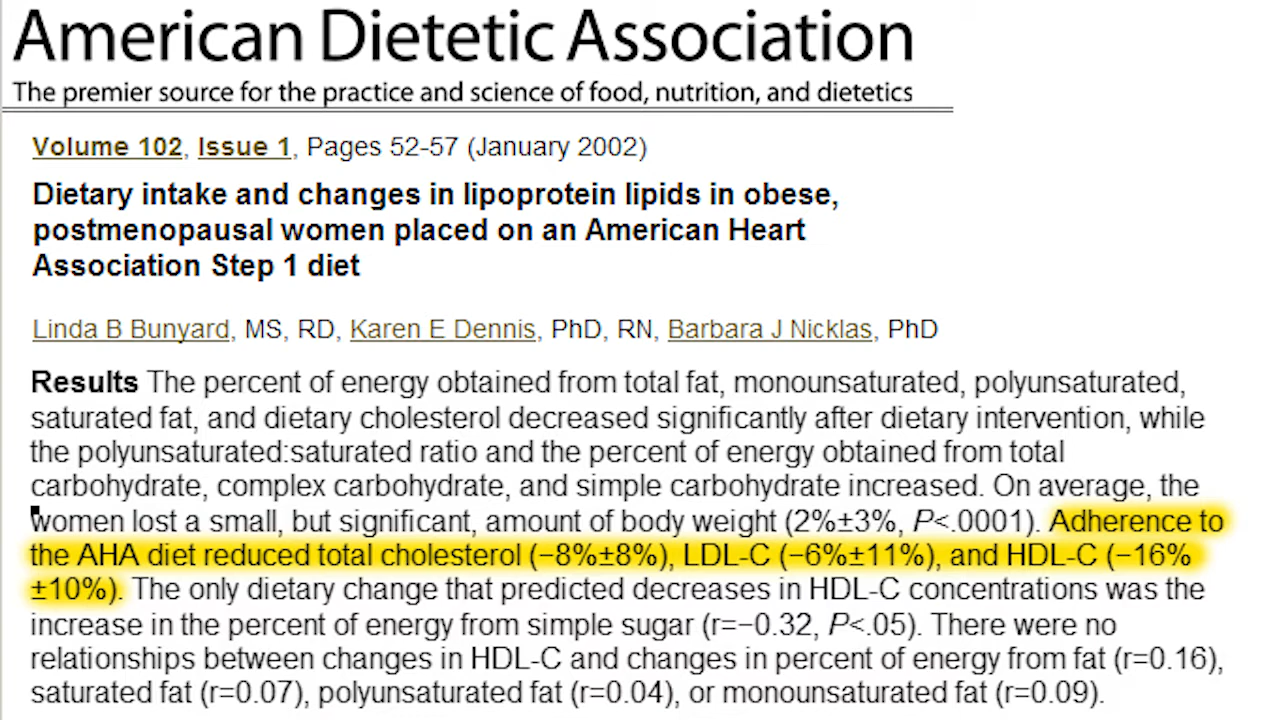 American Dietetic Association
The premier source for the practice and science of food, nutrition, and dietetics
Volume 102, Issue 1, Pages 52-57 (January 2002)
Dietary intake and changes in lipoprotein lipids in obese,
postmenopausal women placed on an American Heart
Association Step 1 diet
Linda B Bunyard, MS, RD, Karen E Dennis, PhD, RN, Barbara J Nicklas, PhD
Results The percent of energy obtained from total fat, monounsaturated, polyunsaturated,
saturated fat, and dietary cholesterol decreased significantly after dietary intervention, while
the polyunsaturated:saturated ratio and the percent of energy obtained from total
carbohydrate, complex carbohydrate, and simple carbohydrate increased. On average, the
women lost a small, but significant, amount of body weight (2%±3%, P<.0001). Adherence to
the AHA diet reduced total cholesterol (−8%±8%), LDL-C (−6%±11%), and HDL-C (−16%
±10%). The only dietary change that predicted decreases in HDL-C concentrations was the
increase in the percent of energy from simple sugar (r=−0.32, P<.05). There were no
relationships between changes in HDL-C and changes in percent of energy from fat (r=0.16),
saturated fat (r=0.07), polyunsaturated fat (r=0.04), or monounsaturated fat (r=0.09).